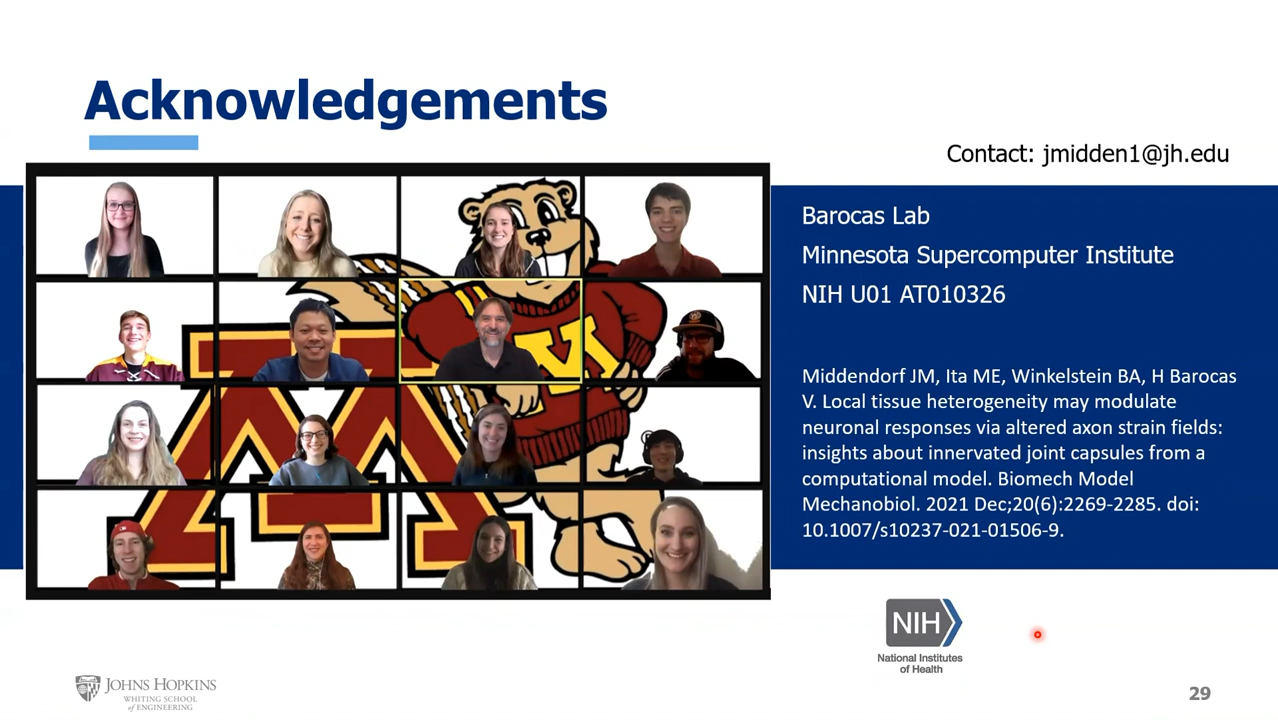 Acknowledgements
Contact: jmidden1@jh.edu
Barocas Lab
Minnesota Supercomputer Institute
NIH U01 AT010326
Middendorf JM, Ita ME, Winkelstein BA, H Barocas
V. Local tissue heterogeneity may modulate
neuronal responses via altered axon strain fields:
insights about innervated joint capsules from a
computational model. Biomech Model
Mechanobiol. 2021 Dec;20(6):2269-2285. doi:
10.1007/s10237-021-01506-9.
NIH
National Institutes
of Health
JOHNS HOPKINS
WHITING SCHOOL
of ENGINEERING
29